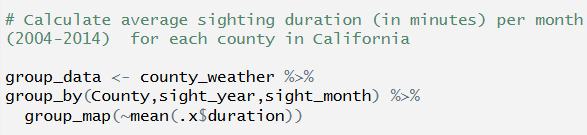 # Calculate average sighting duration (in minutes) per month
(2004-2014)  for each county in California
group_data <- county_weather %>%
group_by(County,sight_year,sight_month) %>%
  group_map(~mean(.x$duration))